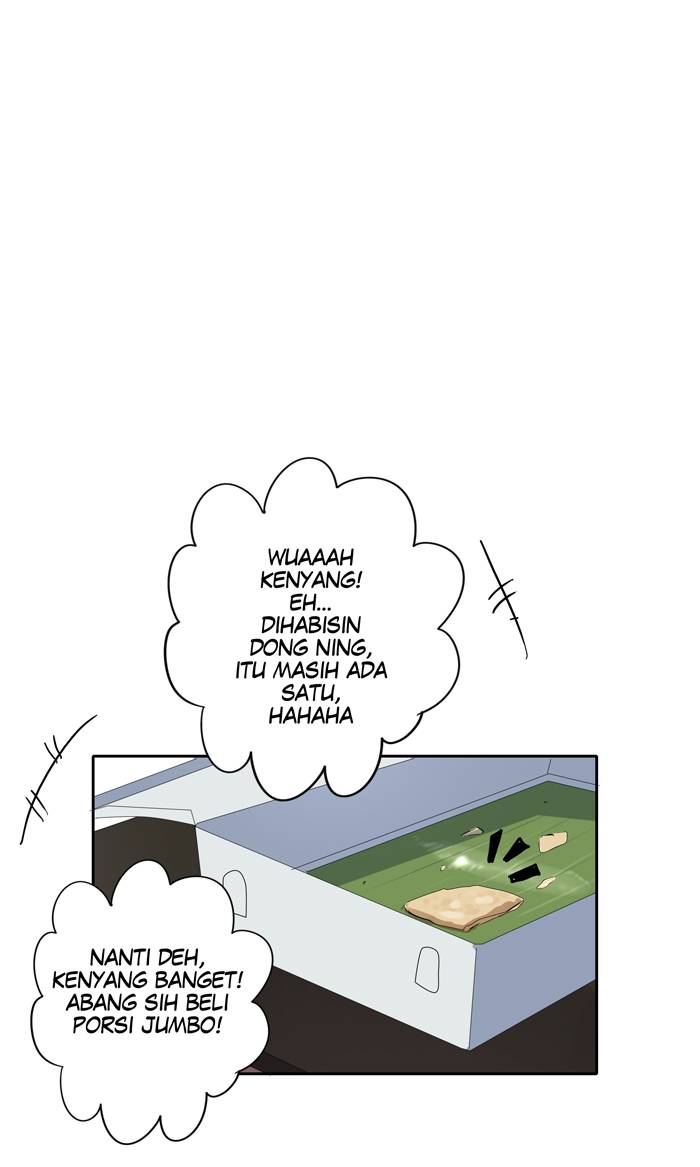 WUAAAH
KENYANG!
EH...
DIHABISIN
DONG NING,
ITU MASIH ADA
SATU,
HAHAHA
NANTI DEH,
KENYANG BANGET!
ABANG SIH BELI
PORSI JUMBO!